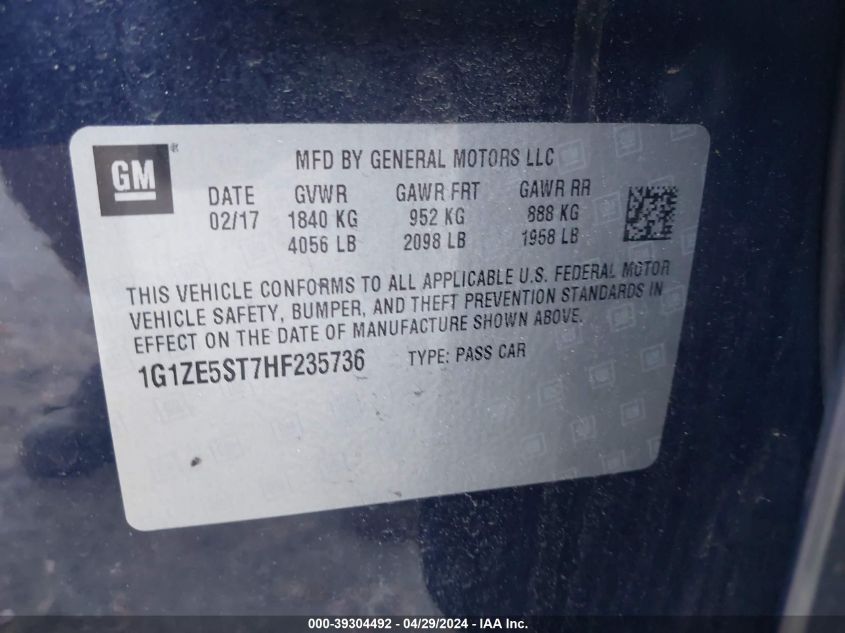 GM®
MFD BY GENERAL MOTORS LLC
DATE GVWR GAWR FRT GAWR RR
02/17 1840 KG 952 KG 888 KG
4056 LB 2098 LB 1958 LB
THIS VEHICLE CONFORMS TO ALL APPLICABLE U.S. FEDERAL MOTOR
VEHICLE SAFETY, BUMPER, AND THEFT PREVENTION STANDARDS IN
EFFECT ON THE DATE OF MANUFACTURE SHOWN ABOVE.
1G1ZE5ST7HF235736 TYPE: PASS CAR
000-39304492 - 04/29/2024 - IAA Inc.